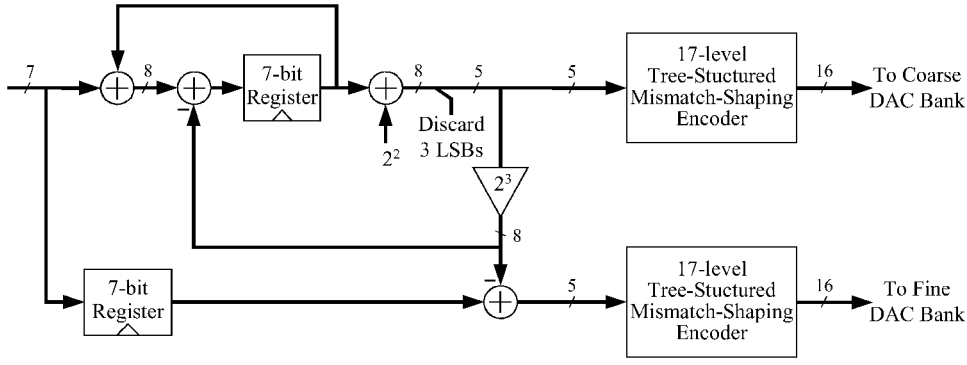 7
8
−
7-bit
Register
8
5
5
2²
Discard
3 LSBs
17-level
Tree-Stuctured
Mismatch-Shaping
Encoder
16
To Coarse
DAC Bank
2³
8
7-bit
Register
−
5
17-level
Tree-Stuctured
Mismatch-Shaping
Encoder
16
To Fine
DAC Bank